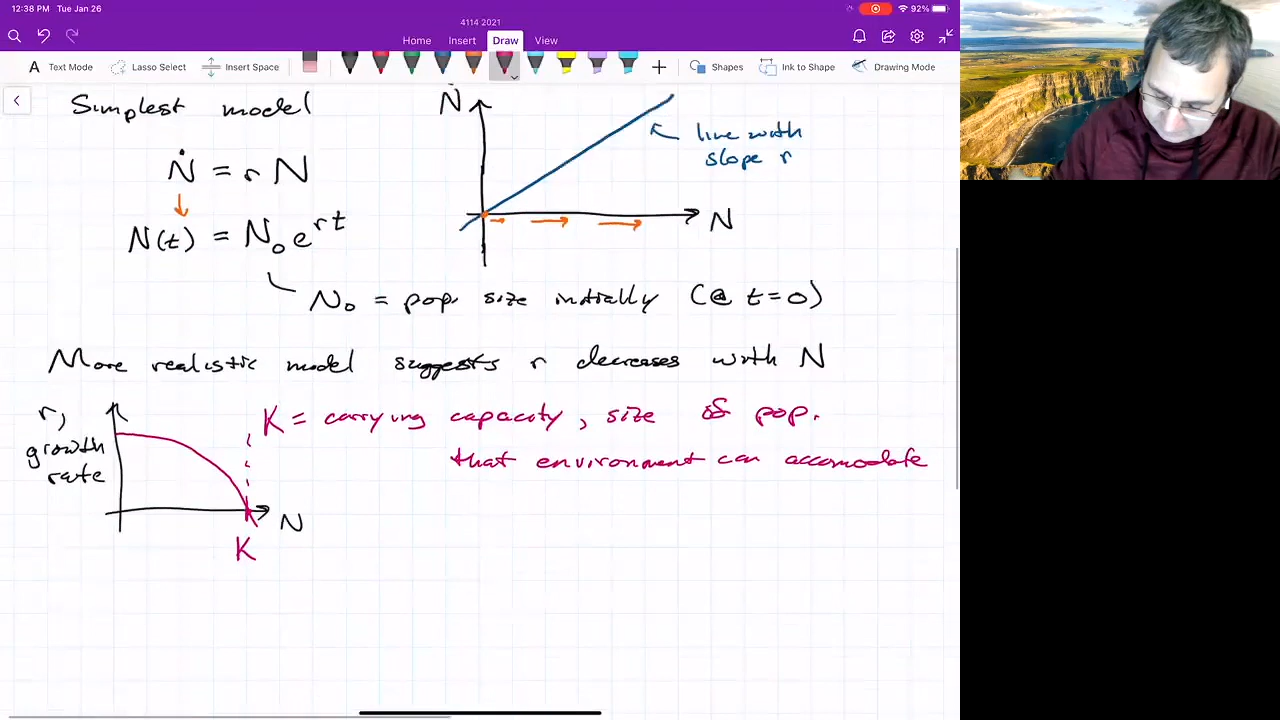 12:38 PM Tue Jan 26
92%
4114 2021
Home Insert Draw View
Text Mode Lasso Select Insert Space Shapes Ink to Shape Drawing Mode
Simplest model
Ṅ
line with
slope r
Ṅ = r N
N
N(t) = N₀ e^rt
N₀ = pop. size initially (@ t=0)
More realistic model suggests r decreases with N
r,
growth
rate
K = carrying capacity, size of pop.
that environment can accomodate
N
K